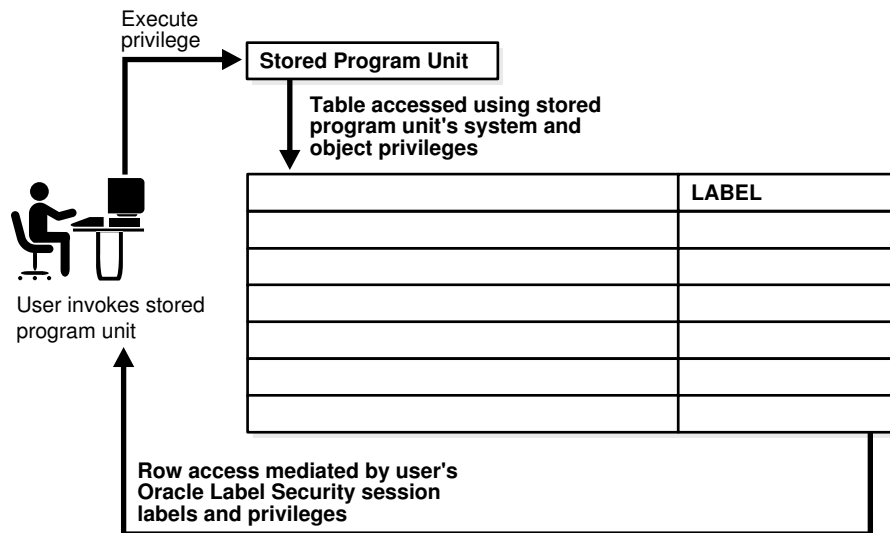 Execute
privilege
Stored Program Unit
Table accessed using stored
program unit's system and
object privileges
LABEL
User invokes stored
program unit
Row access mediated by user's
Oracle Label Security session
labels and privileges